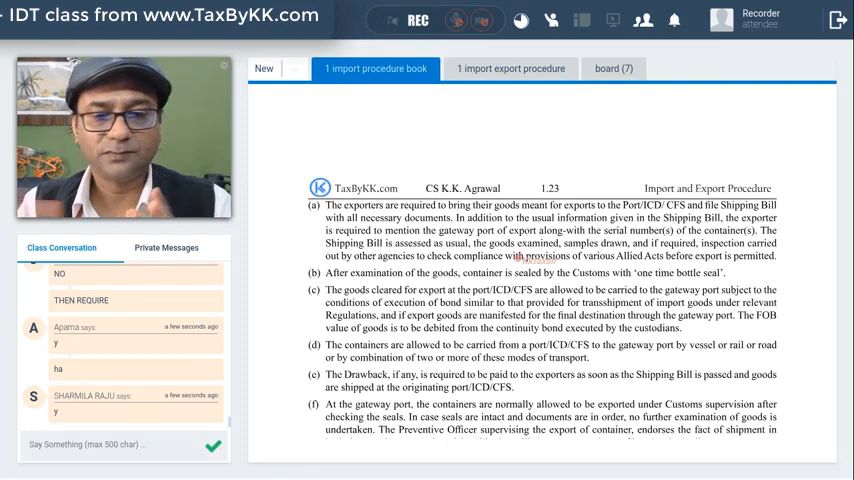 - IDT class from www.TaxByKK.com
REC
Recorder
attendee
New
1 import procedure book
1 import export procedure
board (7)
TaxByKK.com CS K.K. Agrawal 1.23 Import and Export Procedure
(a) The exporters are required to bring their goods meant for exports to the Port/ICD/ CFS and file Shipping Bill
with all necessary documents. In addition to the usual information given in the Shipping Bill, the exporter
is required to mention the gateway port of export along-with the serial number(s) of the container(s). The
Shipping Bill is assessed as usual, the goods examined, samples drawn, and if required, inspection carried
out by other agencies to check compliance with provisions of various Allied Acts before export is permitted.
(b) After examination of the goods, container is sealed by the Customs with ‘one time bottle seal’.
(c) The goods cleared for export at the port/ICD/CFS are allowed to be carried to the gateway port subject to the
conditions of execution of bond similar to that provided for transshipment of import goods under relevant
Regulations, and if export goods are manifested for the final destination through the gateway port. The FOB
value of goods is to be debited from the continuity bond executed by the custodians.
(d) The containers are allowed to be carried from a port/ICD/CFS to the gateway port by vessel or rail or road
or by combination of two or more of these modes of transport.
(e) The Drawback, if any, is required to be paid to the exporters as soon as the Shipping Bill is passed and goods
are shipped at the originating port/ICD/CFS.
(f) At the gateway port, the containers are normally allowed to be exported under Customs supervision after
checking the seals. In case seals are intact and documents are in order, no further examination of goods is
undertaken. The Preventive Officer supervising the export of container, endorses the fact of shipment in
Class Conversation
Private Messages
NO
THEN REQUIRE
A
Aparna says: a few seconds ago
y
ha
S
SHARMILA RAJU says: a few seconds ago
y
Say Something (max 500 char) ...